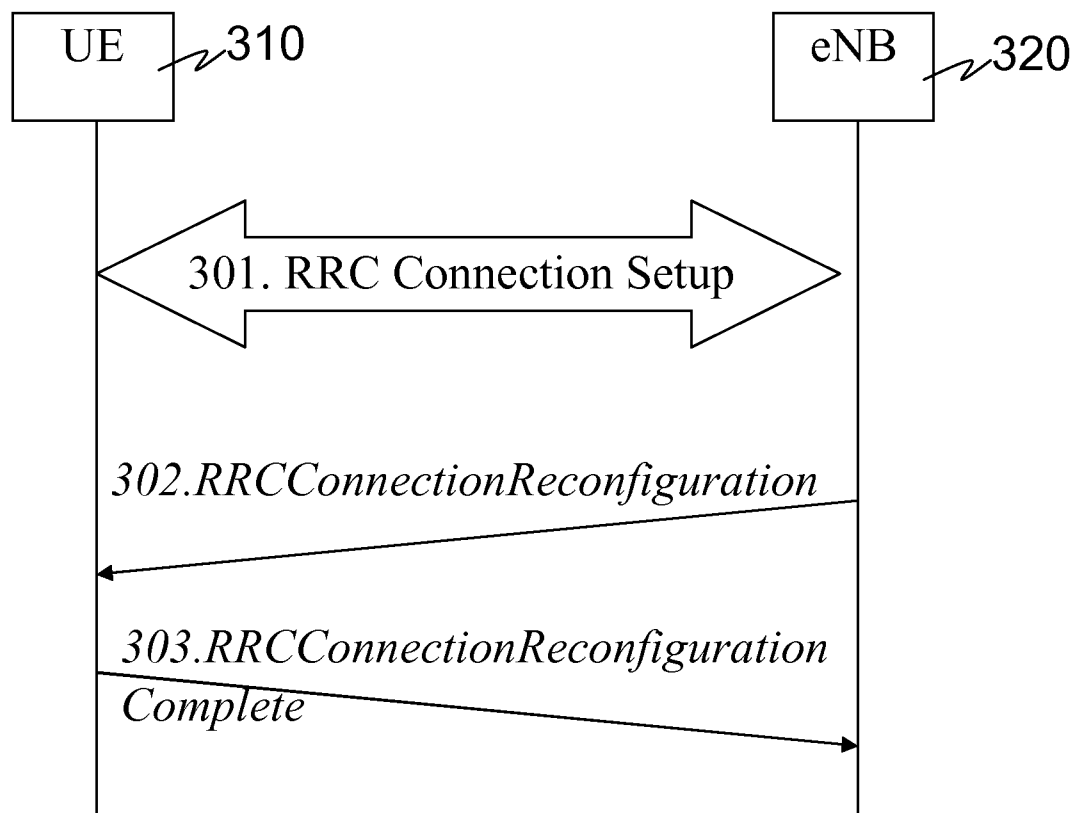 UE
310
eNB
320
301. RRC Connection Setup
302.RRCConnectionReconfiguration
303.RRCConnectionReconfiguration
Complete